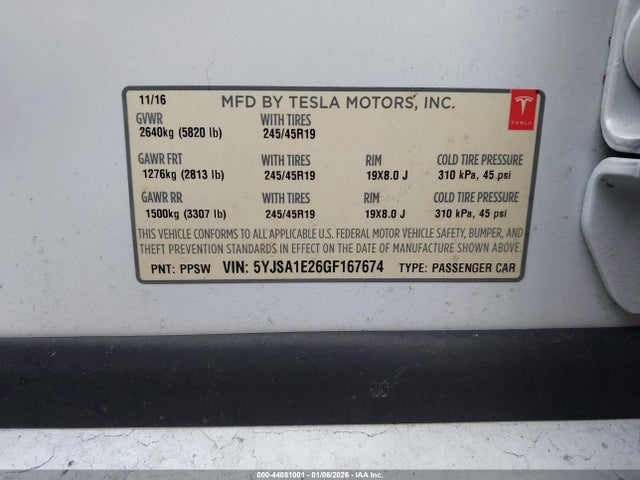 11/16 MFD BY TESLA MOTORS, INC.
GVWR WITH TIRES
2640kg (5820 lb) 245/45R19
TESLA
GAWR FRT WITH TIRES RIM COLD TIRE PRESSURE
1276kg (2813 lb) 245/45R19 19X8.0 J 310 kPa, 45 psi
GAWR RR WITH TIRES RIM COLD TIRE PRESSURE
1500kg (3307 lb) 245/45R19 19X8.0 J 310 kPa, 45 psi
THIS VEHICLE CONFORMS TO ALL APPLICABLE U.S. FEDERAL MOTOR VEHICLE SAFETY, BUMPER, AND
THEFT PREVENTION STANDARDS IN EFFECT ON THE DATE OF MANUFACTURE SHOWN ABOVE.
PNT: PPSW VIN: 5YJSA1E26GF167674 TYPE: PASSENGER CAR
000-44081001 - 01/06/2026 - IAA Inc.